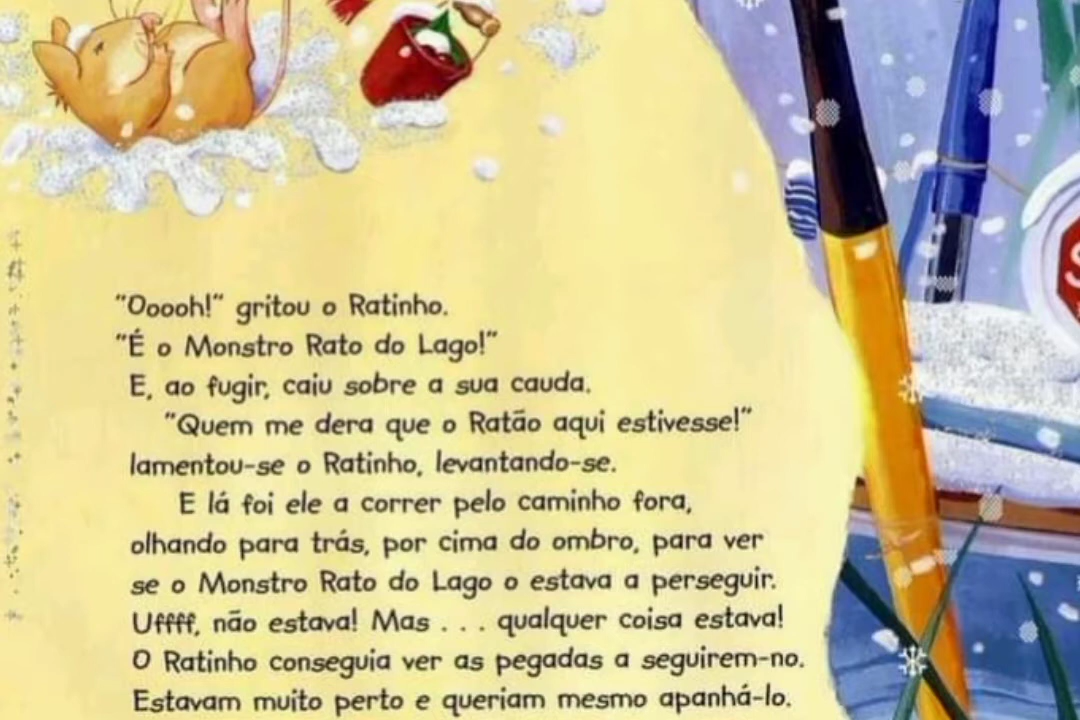 "Ooooh!" gritou o Ratinho.
"É o Monstro Rato do Lago!"
E, ao fugir, caiu sobre a sua cauda.
"Quem me dera que o Ratão aqui estivesse!"
lamentou-se o Ratinho, levantando-se.
E lá foi ele a correr pelo caminho fora,
olhando para trás, por cima do ombro, para ver
se o Monstro Rato do Lago o estava a perseguir.
Uffff, não estava! Mas . . . qualquer coisa estava!
O Ratinho conseguia ver as pegadas a seguirem-no.
Estavam muito perto e queriam mesmo apanhá-lo.